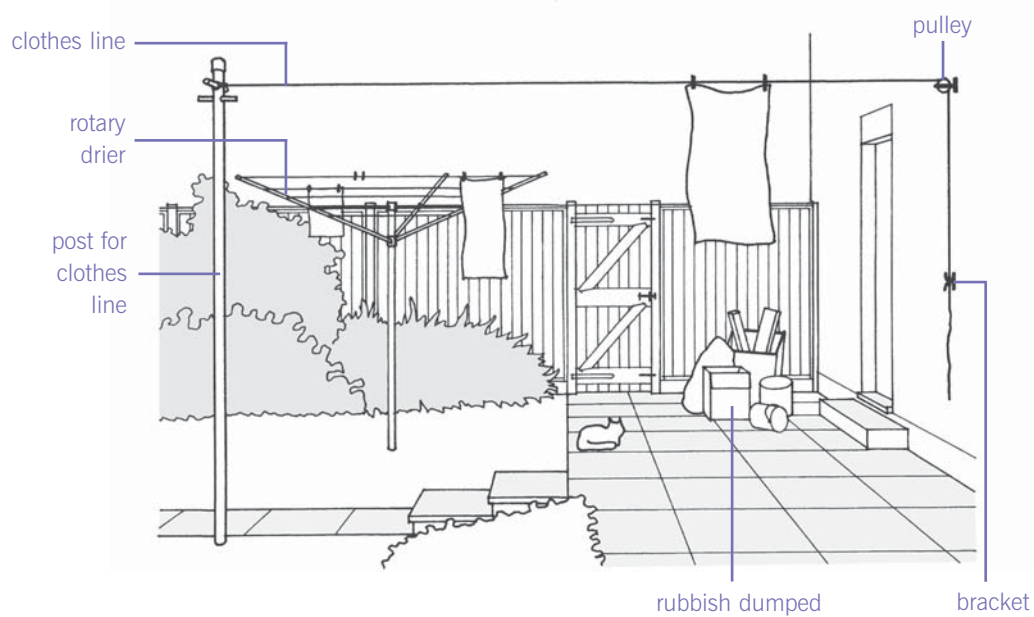 pulley
clothes line
rotary
drier
post for
clothes
line
rubbish dumped
bracket